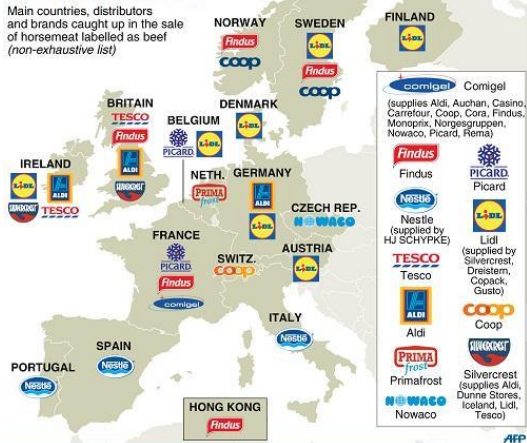 Main countries, distributors
and brands caught up in the sale
of horsemeat labelled as beef
(non-exhaustive list)
NORWAY
Findus
coop
SWEDEN
LiDL
Findus
coop
FINLAND
LiDL
BRITAIN
TESCO
Findus
ALDI
SILVERCREST
BELGIUM
PiCARD
LiDL
DENMARK
LiDL
IRELAND
LiDL
ALDI
SILVERCREST
TESCO
NETH.
PRIMA
frost
GERMANY
ALDI
LiDL
CZECH REP.
NOWACO
FRANCE
PiCARD
Findus
comigel
SWITZ.
coop
AUSTRIA
LiDL
ITALY
Nestlé
SPAIN
Nestlé
PORTUGAL
Nestlé
HONG KONG
Findus
comigel
Comigel
(supplies Aldi, Auchan, Casino,
Carrefour, Coop, Cora, Findus,
Monoprix, Norgesgruppen,
Nowaco, Picard, Rema)
Findus
Findus
Nestlé
Nestle
(supplied by
HJ SCHYPKE)
TESCO
Tesco
ALDI
Aldi
PRIMA
frost
Primafrost
NOWACO
Nowaco
PiCARD
Picard
LiDL
Lidl
(supplied by
Silvercrest,
Dreistern,
Copack,
Gusto)
coop
Coop
SILVERCREST
Silvercrest
(supplies Aldi,
Dunne Stores,
Iceland, Lidl,
Tesco)
AFP